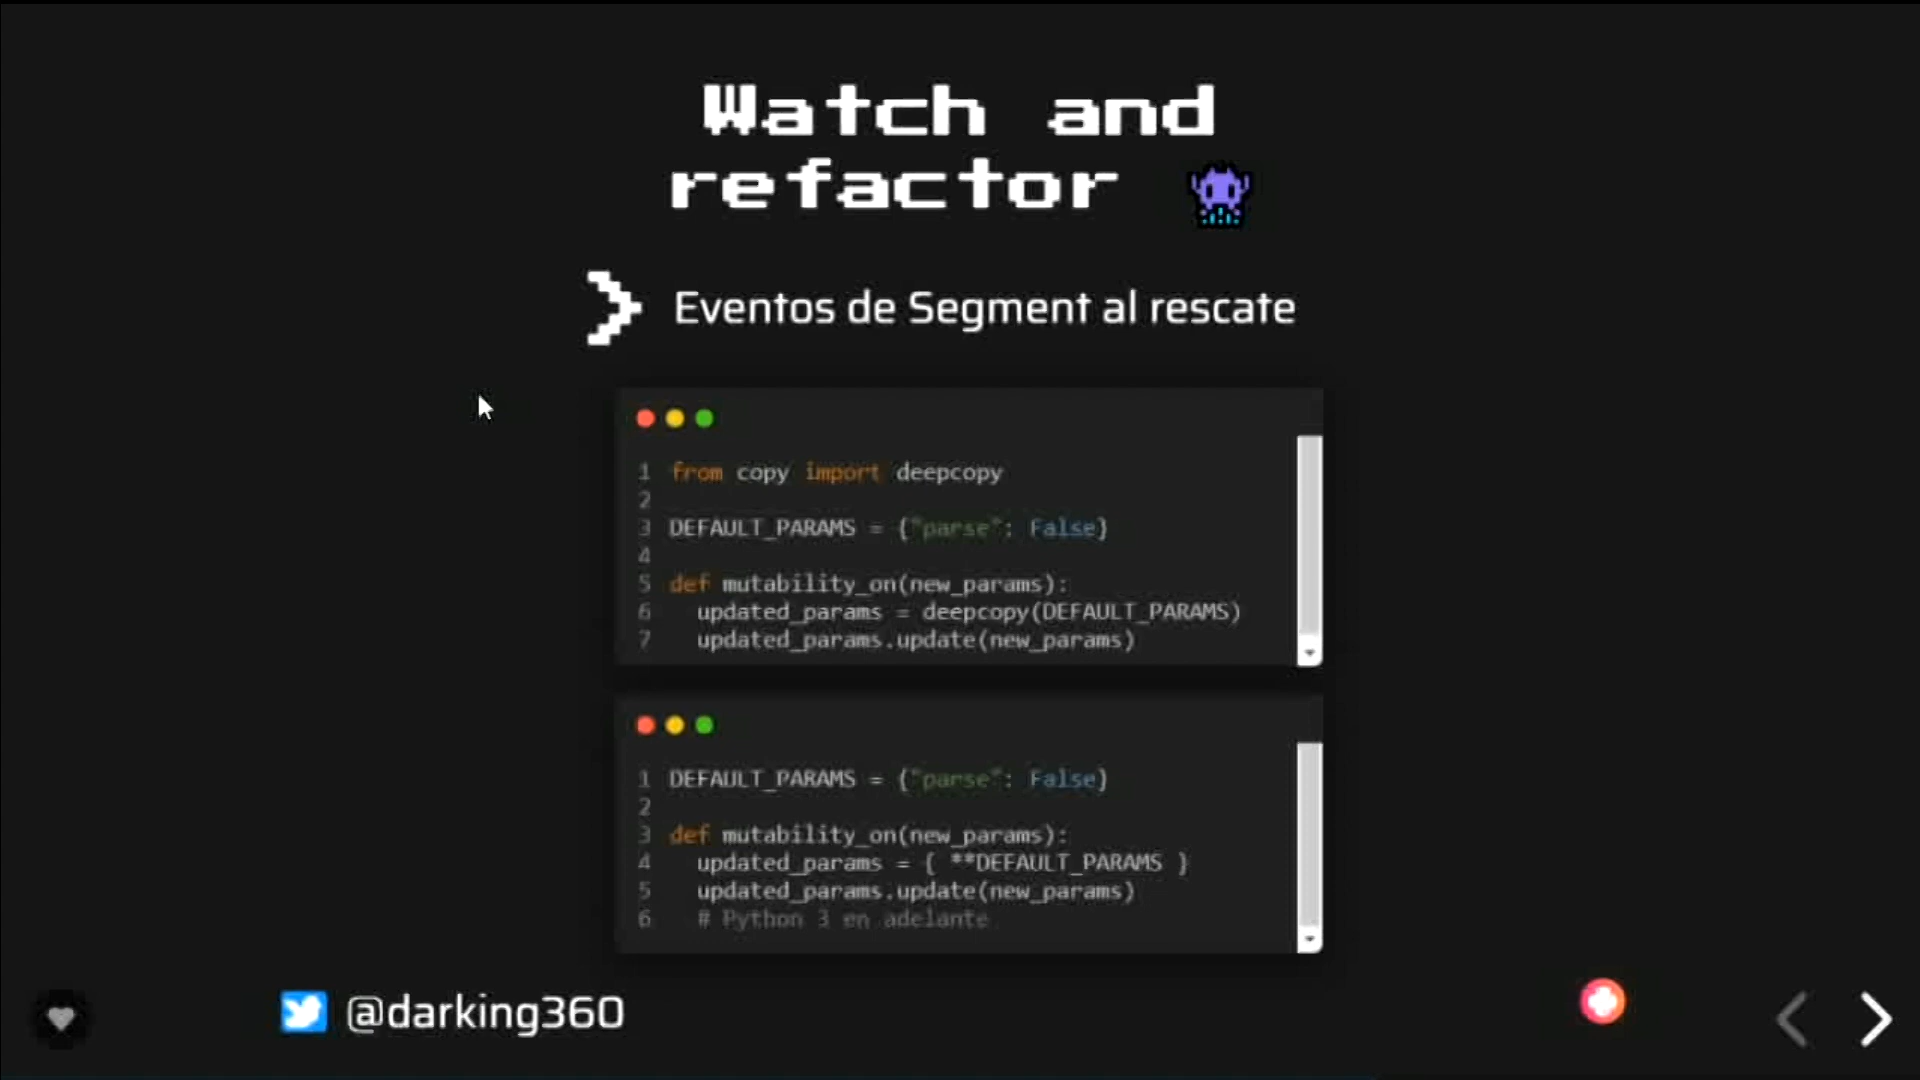 Watch and
refactor
Eventos de Segment al rescate
1 from copy import deepcopy
2
3 DEFAULT_PARAMS = {"parse": False}
4
5 def mutability_on(new_params):
6   updated_params = deepcopy(DEFAULT_PARAMS)
7   updated_params.update(new_params)
1 DEFAULT_PARAMS = {"parse": False}
2
3 def mutability_on(new_params):
4   updated_params = { **DEFAULT_PARAMS }
5   updated_params.update(new_params)
6   # Python 3 en adelante
@darking360